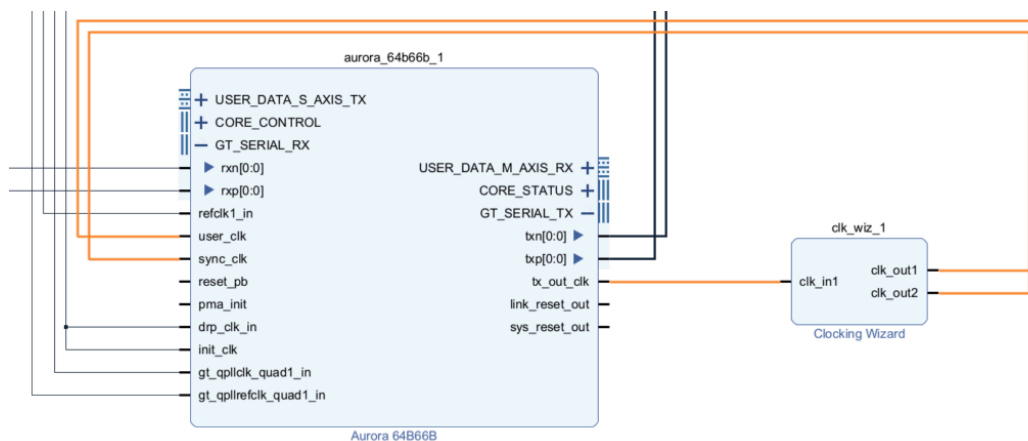 aurora_64b66b_1
USER_DATA_S_AXIS_TX
CORE_CONTROL
GT_SERIAL_RX
rxn[0:0]
rxp[0:0]
refclk1_in
user_clk
sync_clk
reset_pb
pma_init
drp_clk_in
init_clk
gt_qpllclk_quad1_in
gt_qpllrefclk_quad1_in
USER_DATA_M_AXIS_RX
CORE_STATUS
GT_SERIAL_TX
txn[0:0]
txp[0:0]
tx_out_clk
link_reset_out
sys_reset_out
Aurora 64B66B
clk_wiz_1
clk_in1
clk_out1
clk_out2
Clocking Wizard